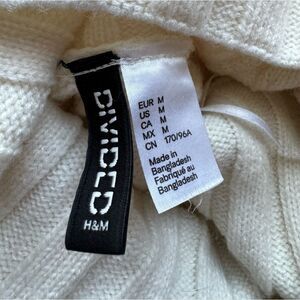 DIVIDED
H&M
EUR M
US M
CA M
MX M
CN 170/96A
Made in
Bangladesh
Fabriqué au
Bangladesh